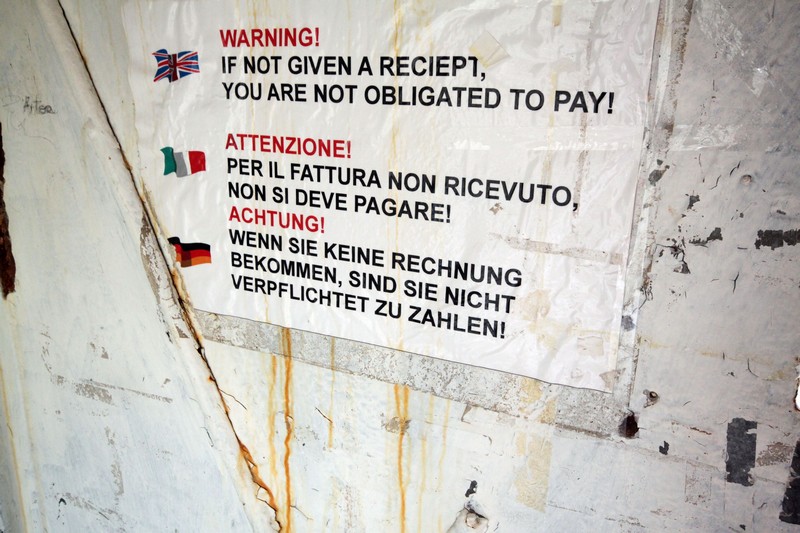 WARNING!
IF NOT GIVEN A RECIEPT,
YOU ARE NOT OBLIGATED TO PAY!
ATTENZIONE!
PER IL FATTURA NON RICEVUTO,
NON SI DEVE PAGARE!
ACHTUNG!
WENN SIE KEINE RECHNUNG
BEKOMMEN, SIND SIE NICHT
VERPFLICHTET ZU ZAHLEN!